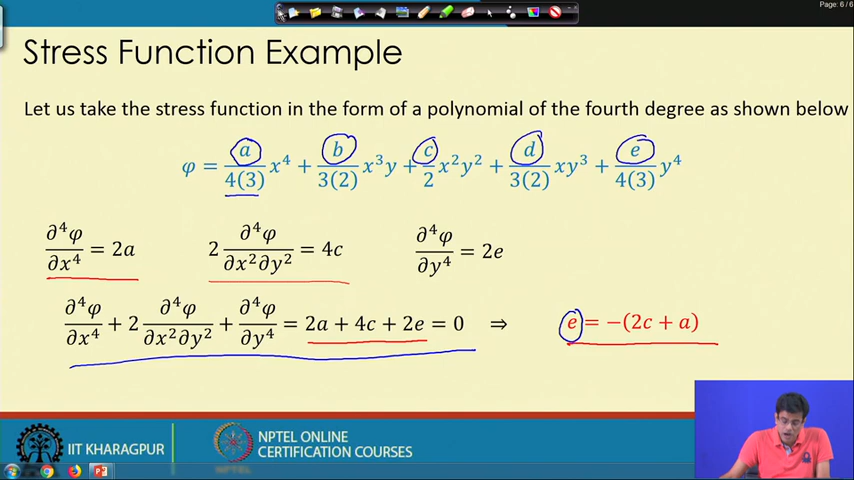 Page: 6 / 6
Stress Function Example
Let us take the stress function in the form of a polynomial of the fourth degree as shown below
φ = a/4(3) x⁴ + b/3(2) x³y + c/2 x²y² + d/3(2) xy³ + e/4(3) y⁴
∂⁴φ/∂x⁴ = 2a 2 ∂⁴φ/∂x²∂y² = 4c ∂⁴φ/∂y⁴ = 2e
∂⁴φ/∂x⁴ + 2 ∂⁴φ/∂x²∂y² + ∂⁴φ/∂y⁴ = 2a + 4c + 2e = 0 ⇒ e = −(2c + a)
IIT KHARAGPUR
NPTEL ONLINE
CERTIFICATION COURSES
NPTEL